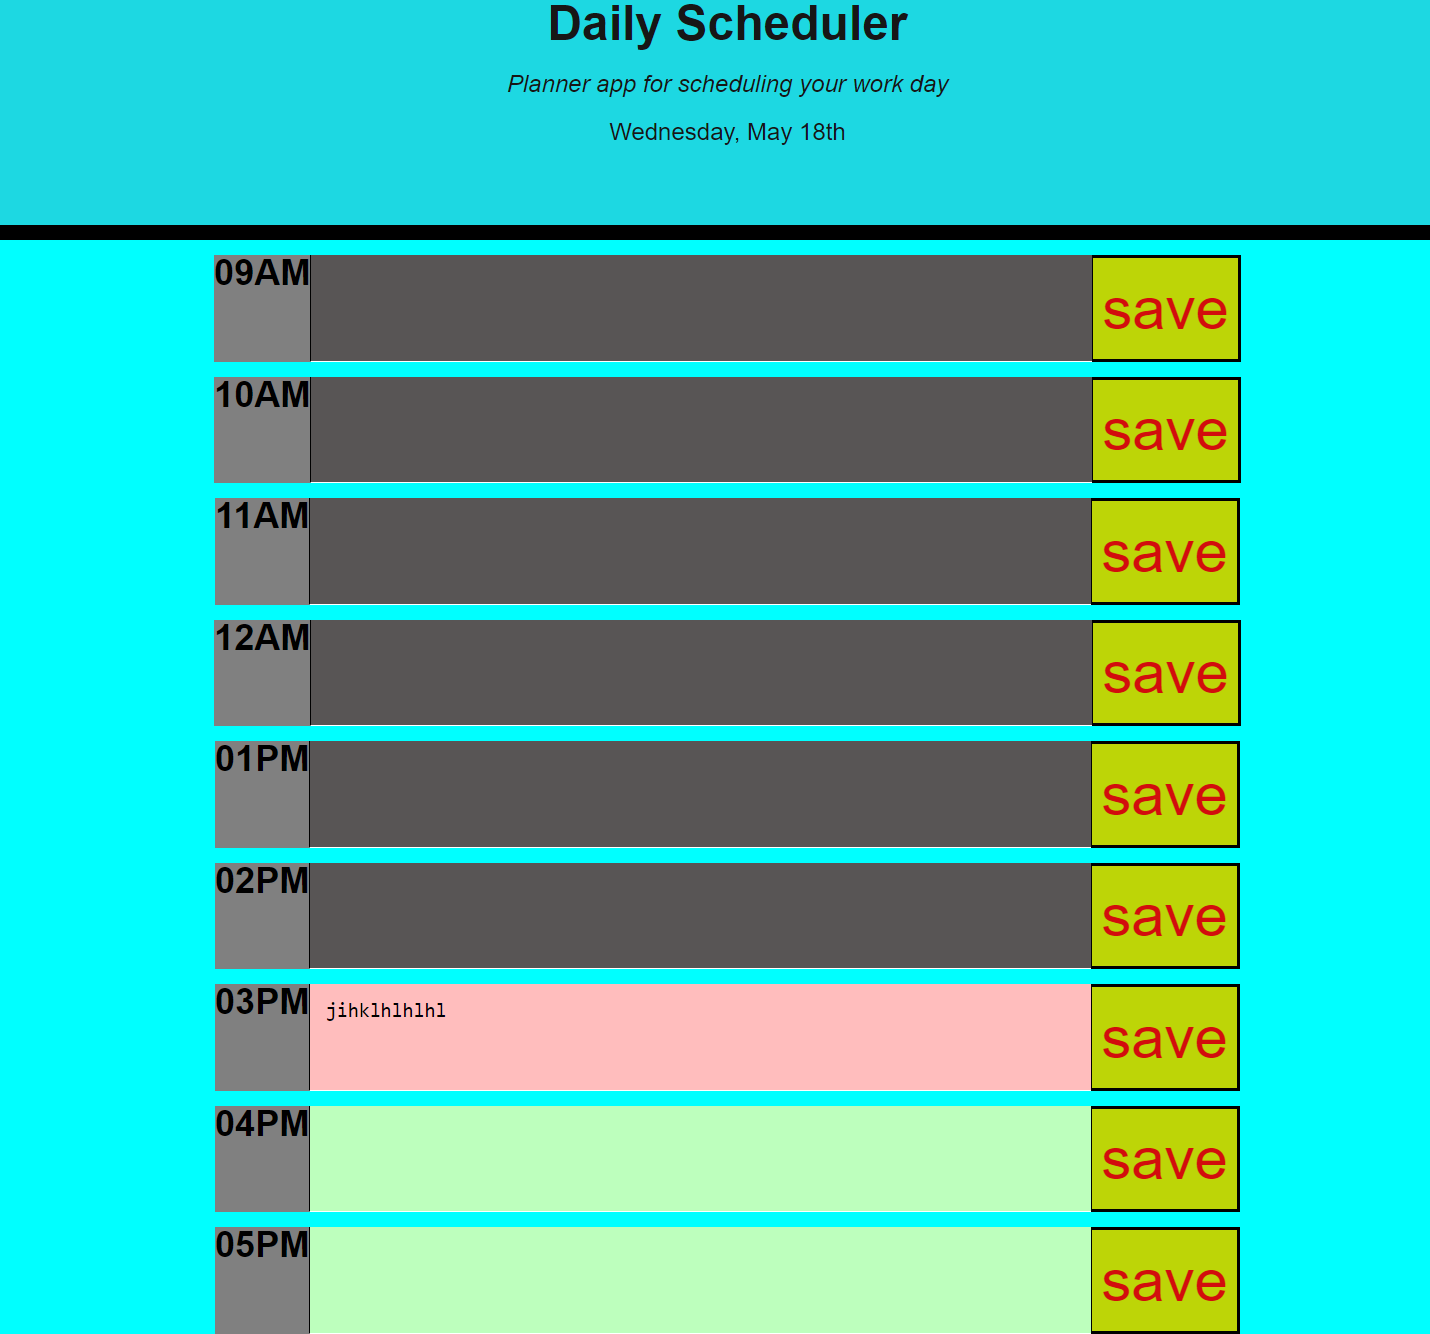 Daily Scheduler
Planner app for scheduling your work day
Wednesday, May 18th
09AM save
10AM save
11AM save
12AM save
01PM save
02PM save
03PM jihklhlhlhl save
04PM save
05PM save